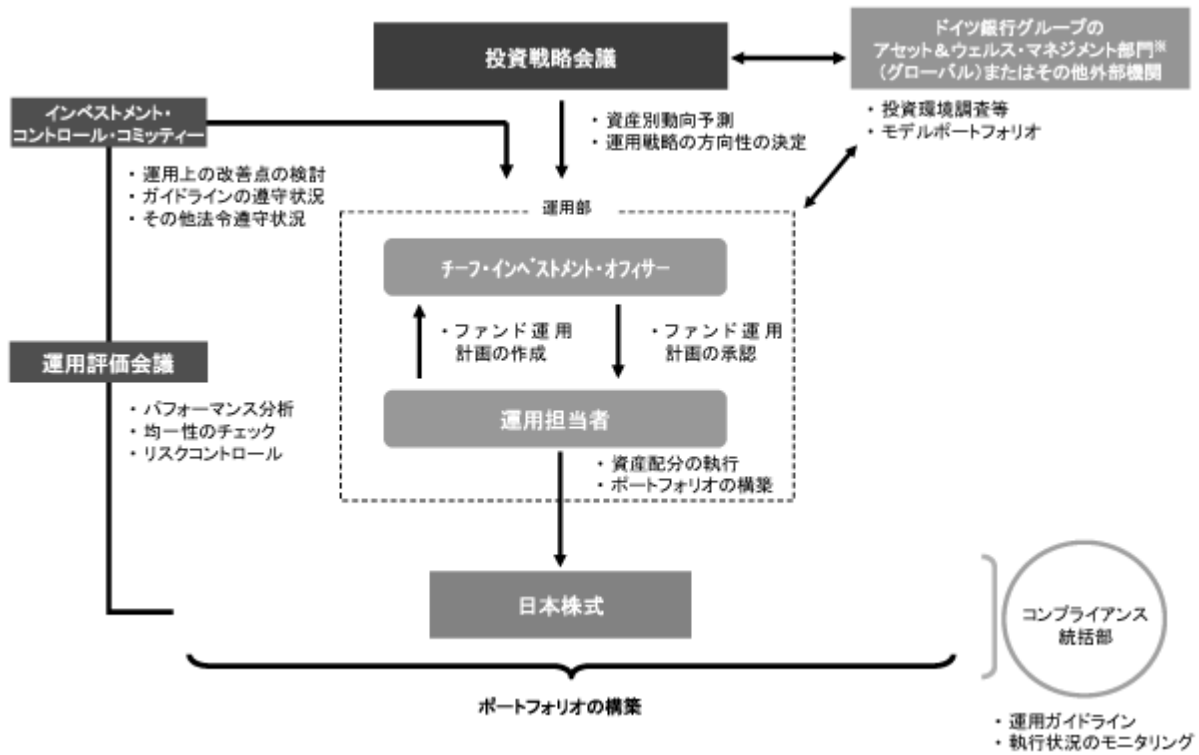 投資戦略会議
ドイツ銀行グループの
アセット&ウェルス・マネジメント部門※
(グローバル)またはその他外部機関
・投資環境調査等
・モデルポートフォリオ
インベストメント・
コントロール・コミッティー
・資産別動向予測
・運用戦略の方向性の決定
・運用上の改善点の検討
・ガイドラインの遵守状況
・その他法令遵守状況
運用部
チーフ・インベストメント・オフィサー
・ファンド運用
計画の作成
・ファンド運用
計画の承認
運用評価会議
・パフォーマンス分析
・均一性のチェック
・リスクコントロール
運用担当者
・資産配分の執行
・ポートフォリオの構築
日本株式
コンプライアンス
統括部
ポートフォリオの構築
・運用ガイドライン
・執行状況のモニタリング